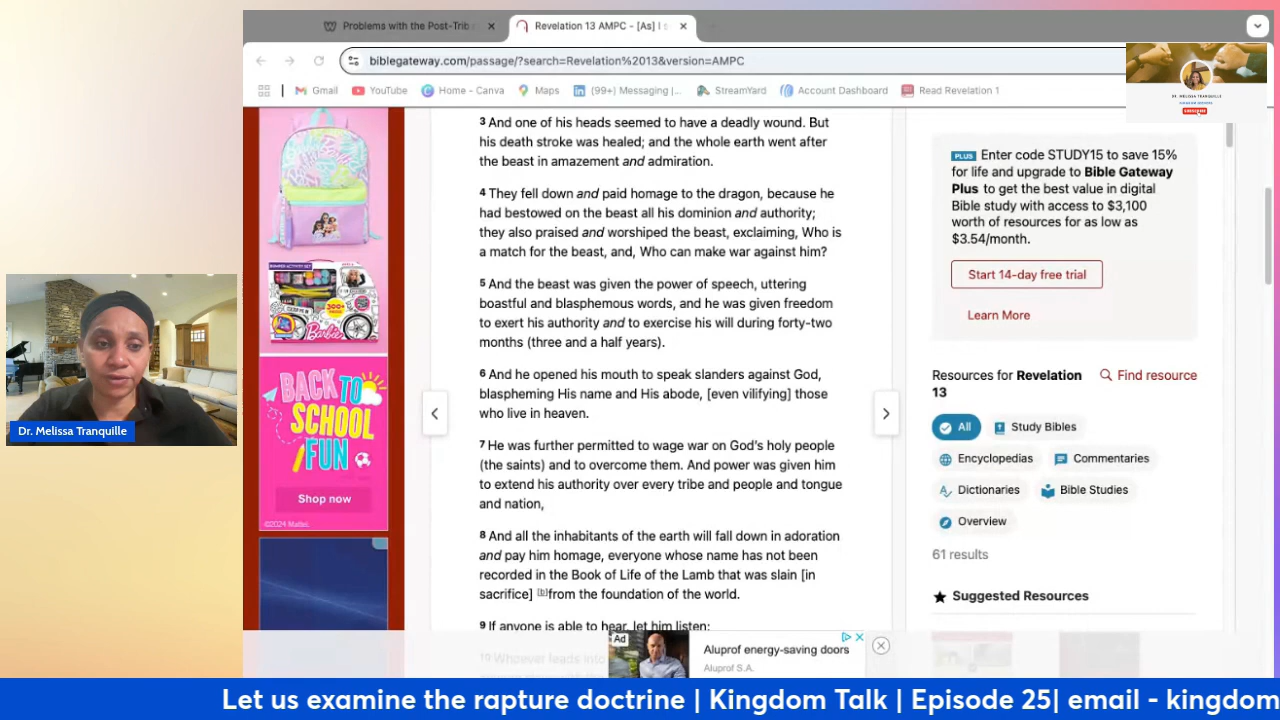 Problems with the Post-Trib
Revelation 13 AMPC - [As] I s
biblegateway.com/passage/?search=Revelation%2013&version=AMPC
Gmail
YouTube
Home - Canva
Maps
(99+) Messaging |...
StreamYard
Account Dashboard
Read Revelation 1
DR. MELISSA TRANQUILLE
SUBSCRIBE
3 And one of his heads seemed to have a deadly wound. But
his death stroke was healed; and the whole earth went after
the beast in amazement and admiration.
4 They fell down and paid homage to the dragon, because he
had bestowed on the beast all his dominion and authority;
they also praised and worshiped the beast, exclaiming, Who is
a match for the beast, and, Who can make war against him?
5 And the beast was given the power of speech, uttering
boastful and blasphemous words, and he was given freedom
to exert his authority and to exercise his will during forty-two
months (three and a half years).
6 And he opened his mouth to speak slanders against God,
blaspheming His name and His abode, [even vilifying] those
who live in heaven.
7 He was further permitted to wage war on God's holy people
(the saints) and to overcome them. And power was given him
to extend his authority over every tribe and people and tongue
and nation,
8 And all the inhabitants of the earth will fall down in adoration
and pay him homage, everyone whose name has not been
recorded in the Book of Life of the Lamb that was slain [in
sacrifice] [b]from the foundation of the world.
9 If anyone is able to hear, let him listen:
10 Whoever leads into
PLUS Enter code STUDY15 to save 15%
for life and upgrade to Bible Gateway
Plus to get the best value in digital
Bible study with access to $3,100
worth of resources for as low as
$3.54/month.
Start 14-day free trial
Learn More
Resources for Revelation
13
Find resource
All
Study Bibles
Encyclopedias
Commentaries
Dictionaries
Bible Studies
Overview
61 results
Suggested Resources
300+
Barbie
BACK TO
SCHOOL
FUN
Shop now
©2024 Mattel
Dr. Melissa Tranquille
Ad
Aluprof energy-saving doors
Aluprof S.A.
Let us examine the rapture doctrine | Kingdom Talk | Episode 25| email - kingdom